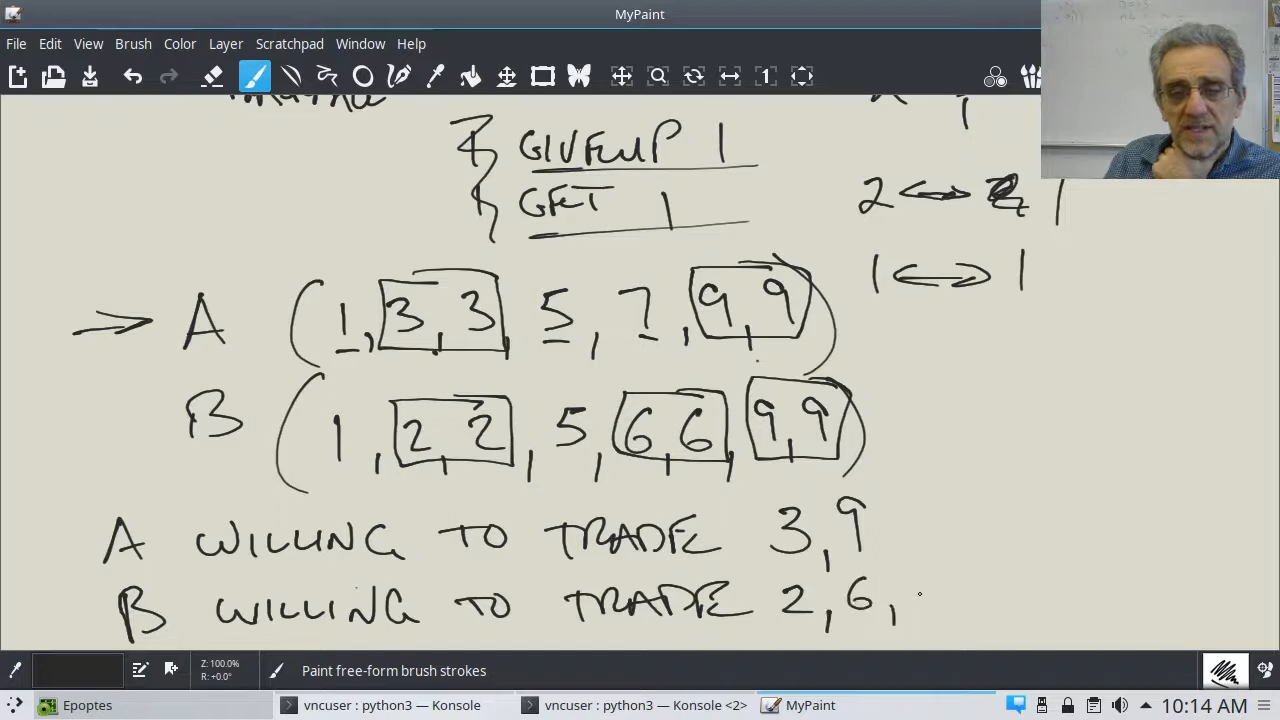 MyPaint
File Edit View Brush Color Layer Scratchpad Window Help
GIVEUP 1
GET 1
2 ↔ 1
1 ↔ 1
A (1, 3, 3, 5, 7, 9, 9)
B (1, 2, 2, 5, 6, 6, 9, 9)
A WILLING TO TRADE 3, 9
B WILLING TO TRADE 2, 6,
Z: 100.0%
R: +0.0°
Paint free-form brush strokes
Epoptes vncuser : python3 — Konsole vncuser : python3 — Konsole <2> MyPaint 10:14 AM